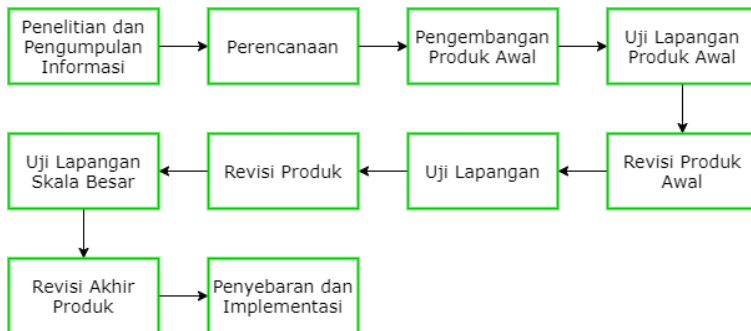 Penelitian dan
Pengumpulan
Informasi
Perencanaan
Pengembangan
Produk Awal
Uji Lapangan
Produk Awal
Revisi Produk
Awal
Uji Lapangan
Revisi Produk
Uji Lapangan
Skala Besar
Revisi Akhir
Produk
Penyebaran dan
Implementasi